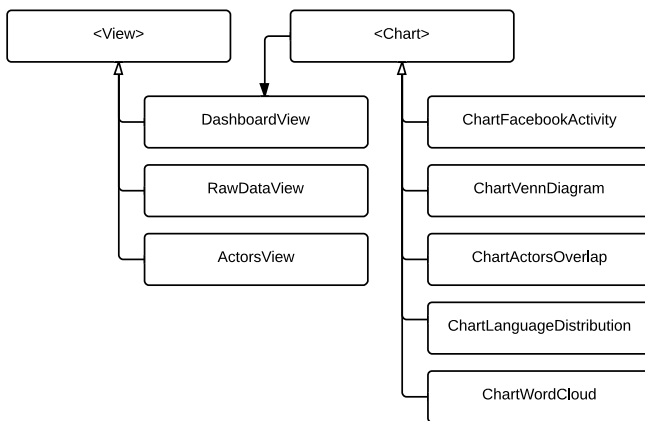 <View>
<Chart>
DashboardView
ChartFacebookActivity
RawDataView
ChartVennDiagram
ActorsView
ChartActorsOverlap
ChartLanguageDistribution
ChartWordCloud